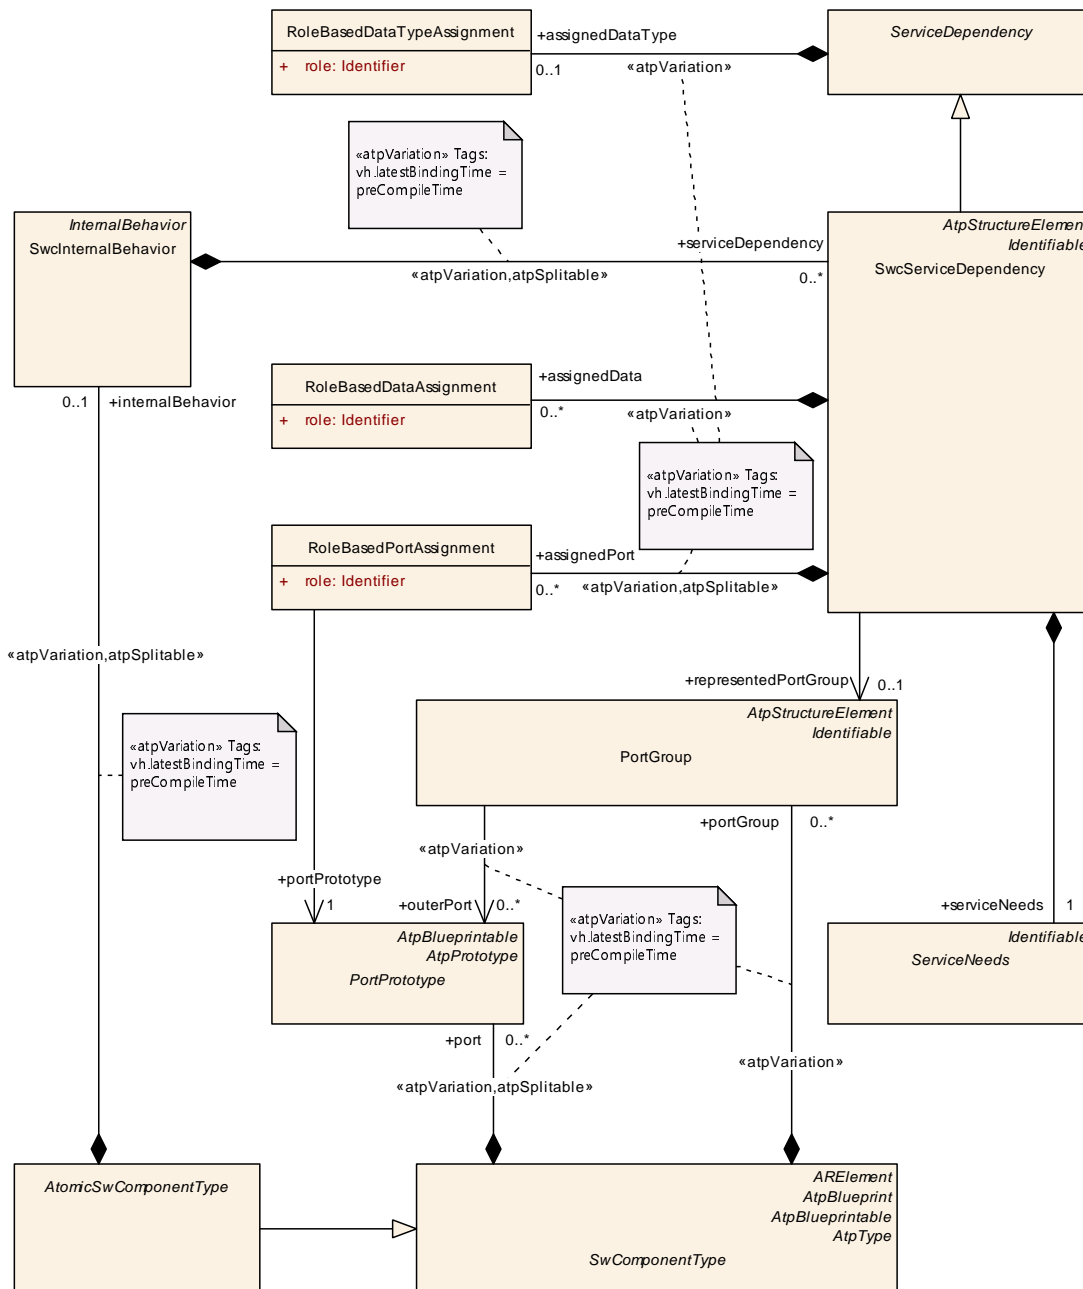 RoleBasedDataTypeAssignment
+ role: Identifier
+assignedDataType
0..1
«atpVariation»
ServiceDependency
«atpVariation» Tags:
vh.latestBindingTime =
preCompileTime
InternalBehavior
SwcInternalBehavior
+serviceDependency
«atpVariation,atpSplitable»
0..*
AtpStructureElement
Identifiable
SwcServiceDependency
0..1
+internalBehavior
RoleBasedDataAssignment
+ role: Identifier
+assignedData
0..*
«atpVariation»
«atpVariation» Tags:
vh.latestBindingTime =
preCompileTime
RoleBasedPortAssignment
+ role: Identifier
+assignedPort
0..*
«atpVariation,atpSplitable»
«atpVariation,atpSplitable»
+representedPortGroup
0..1
AtpStructureElement
Identifiable
PortGroup
«atpVariation» Tags:
vh.latestBindingTime =
preCompileTime
+portGroup
0..*
«atpVariation»
+portPrototype
1
+outerPort
0..*
«atpVariation» Tags:
vh.latestBindingTime =
preCompileTime
+serviceNeeds
1
AtpBlueprintable
AtpPrototype
PortPrototype
Identifiable
ServiceNeeds
+port
0..*
«atpVariation»
«atpVariation,atpSplitable»
AtomicSwComponentType
ARElement
AtpBlueprint
AtpBlueprintable
AtpType
SwComponentType